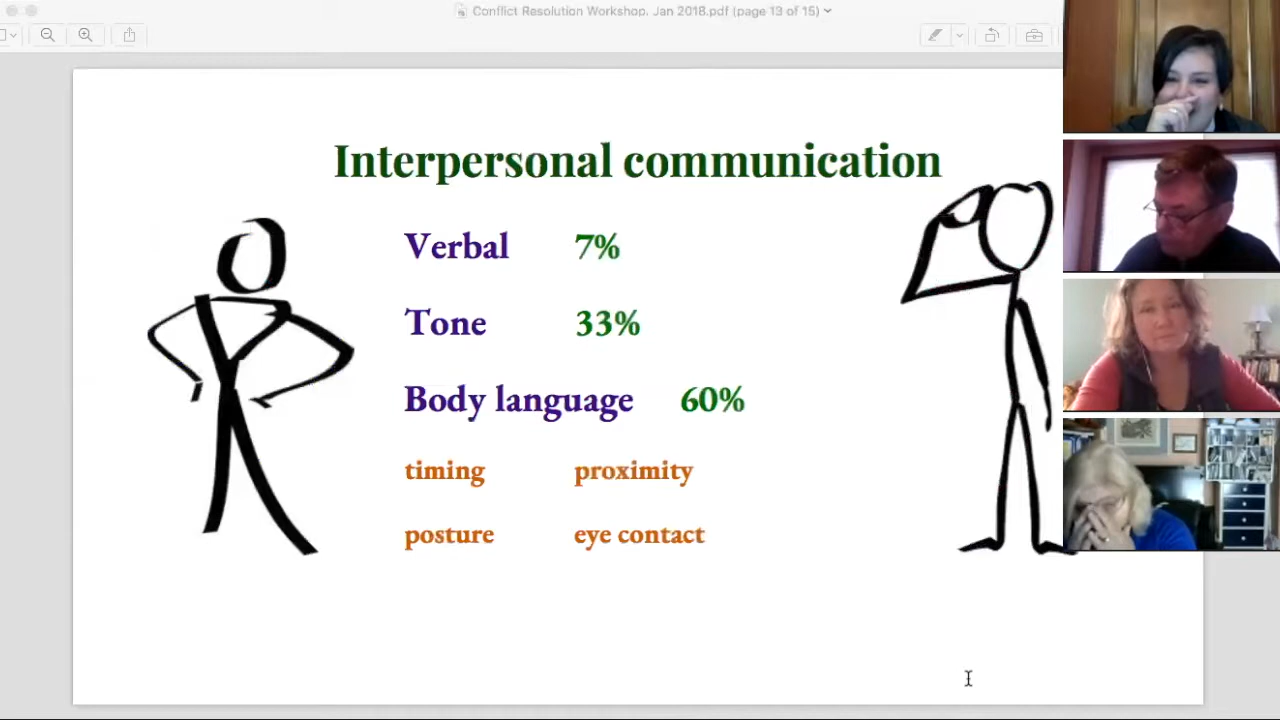 Conflict Resolution Workshop. Jan 2018.pdf (page 13 of 15)
Interpersonal communication
Verbal 7%
Tone 33%
Body language 60%
timing proximity
posture eye contact